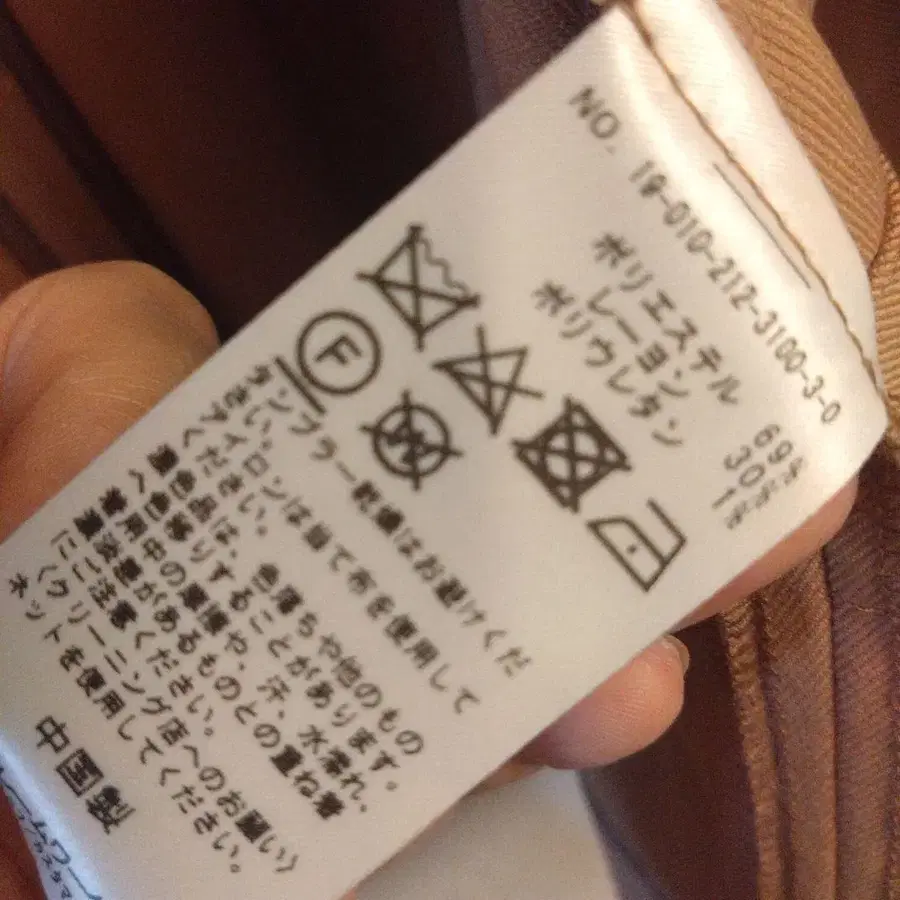 NO. 19-010-212-3100-3-0
ポリエステル 69%
レーヨン 30%
ポリウレタン 1%
F
W
タンブラー乾燥はお避けくだ
さい。
アイロンは当て布を使用して
ください。
濃色品は、色落ちや他のもの
へ色移りすることがあります。
着用中の摩擦や、汗、水濡れ、
濃淡差があるものとの重ね着
にご注意ください。
〈クリーニング店へのお願い〉
ネットを使用してください。
中国製